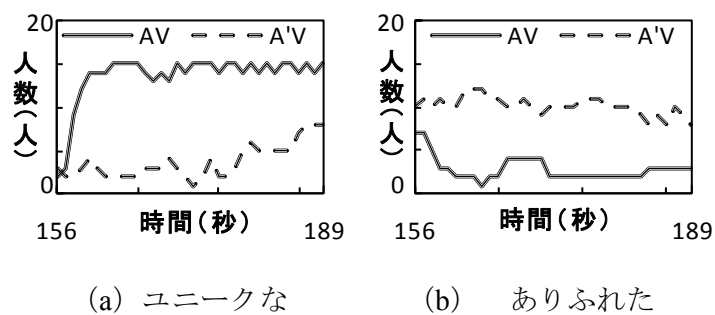 20
AV
A'V
人数(人)
0
156
時間(秒)
189
20
AV
A'V
人数(人)
0
156
時間(秒)
189
(a) ユニークな
(b) ありふれた